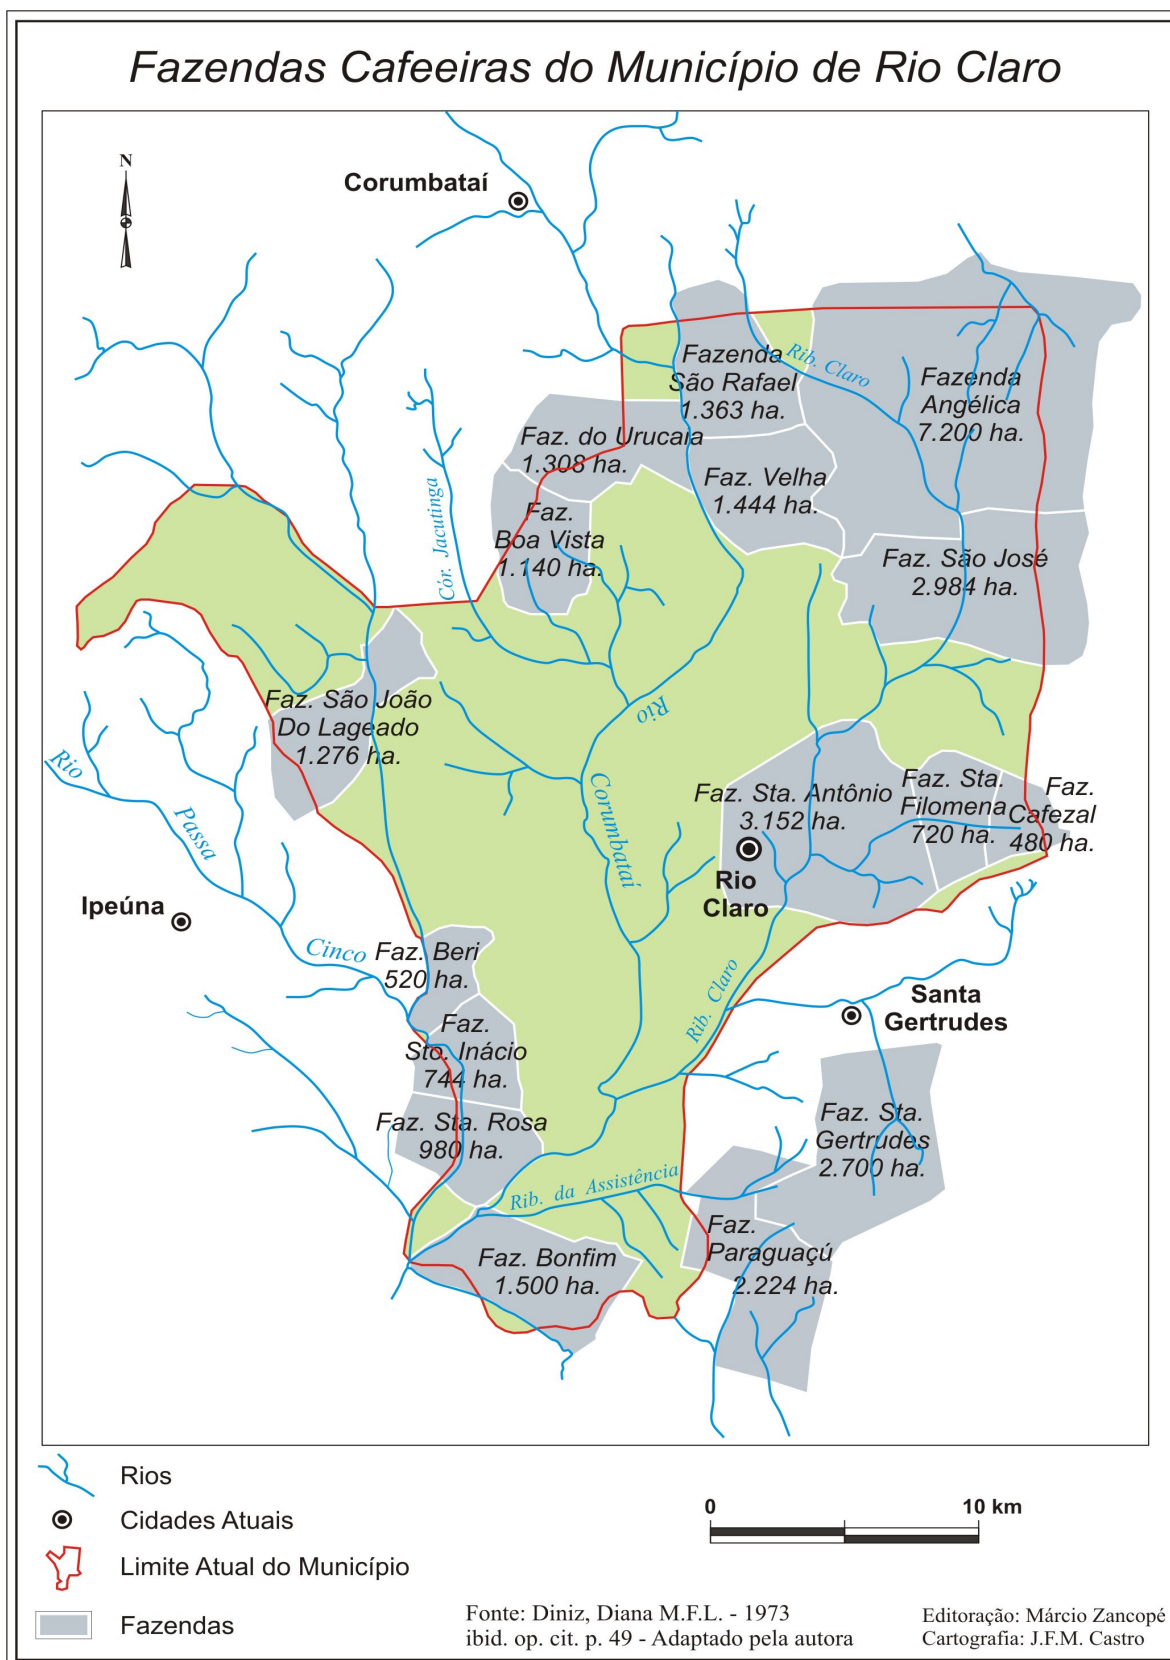 Fazendas Cafeeiras do Município de Rio Claro
N
Corumbataí
Fazenda
São Rafael
1.363 ha.
Rib. Claro
Fazenda
Angélica
7.200 ha.
Faz. do Urucaia
1.308 ha.
Faz. Velha
1.444 ha.
Cór. Jacutinga
Faz.
Boa Vista
1.140 ha.
Faz. São José
2.984 ha.
Faz. São João
Do Lageado
1.276 ha.
Rio
Corumbataí
Rio
Passa
Cinco
Faz. Sta. Antônio
3.152 ha.
Faz. Sta.
Filomena
720 ha.
Faz.
Cafezal
480 ha.
Rio
Claro
Ipeúna
Faz. Beri
520 ha.
Rib. Claro
Santa
Gertrudes
Faz.
Sto. Inácio
744 ha.
Faz. Sta. Rosa
980 ha.
Faz. Sta.
Gertrudes
2.700 ha.
Rib. da Assistência
Faz.
Paraguaçú
2.224 ha.
Faz. Bonfim
1.500 ha.
Rios
Cidades Atuais
Limite Atual do Município
Fazendas
0 10 km
Fonte: Diniz, Diana M.F.L. - 1973
ibid. op. cit. p. 49 - Adaptado pela autora
Editoração: Márcio Zancopé
Cartografia: J.F.M. Castro